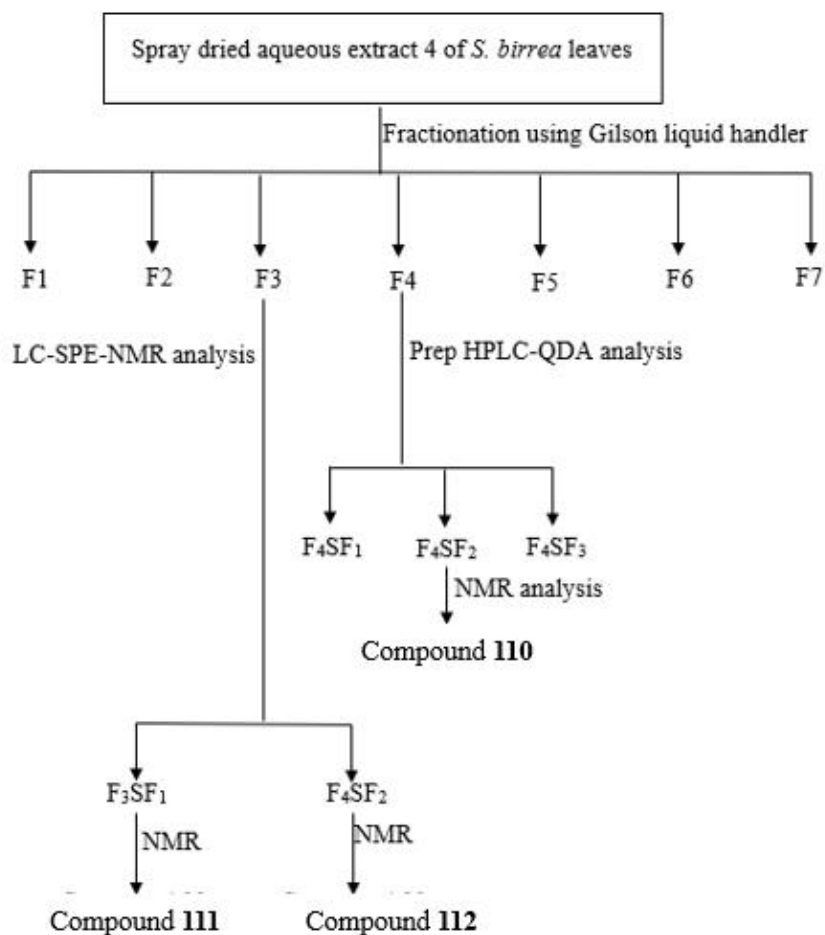 Spray dried aqueous extract 4 of S. birrea leaves
Fractionation using Gilson liquid handler
F1 F2 F3 F4 F5 F6 F7
LC-SPE-NMR analysis
Prep HPLC-QDA analysis
F₄SF₁ F₄SF₂ F₄SF₃
NMR analysis
Compound 110
F₃SF₁ F₄SF₂
NMR NMR
Compound 111 Compound 112